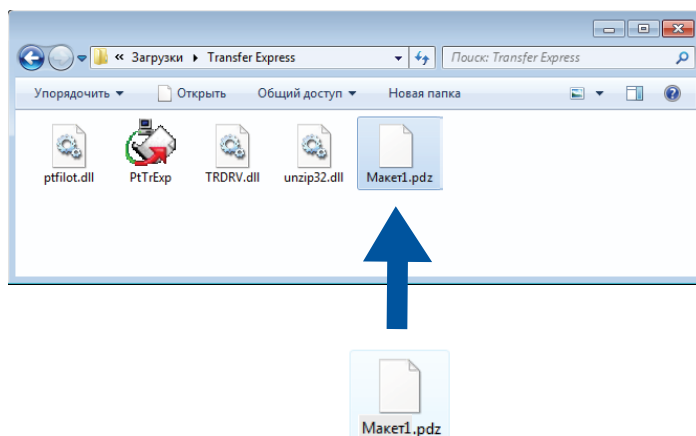 « Загрузки ▸ Transfer Express
Поиск: Transfer Express
Упорядочить ▼ Открыть Общий доступ ▼ Новая папка
ptfilot.dll PtTrExp TRDRV.dll unzip32.dll Макет1.pdz
Макет1.pdz